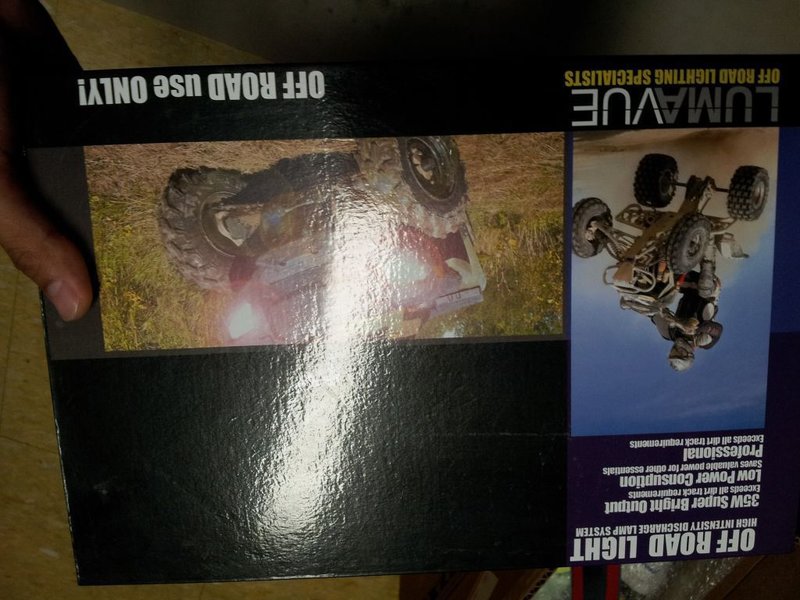 OFF ROAD LIGHT
HIGH INTENSITY DISCHARGE LAMP SYSTEM
35W Super Bright Output
Exceeds all dirt track requirements
Low Power Consuption
Saves valuable power for other essentials
Professional
Exceeds all dirt track requirements
LUMAVUE
OFF ROAD LIGHTING SPECIALISTS
OFF ROAD use ONLY!